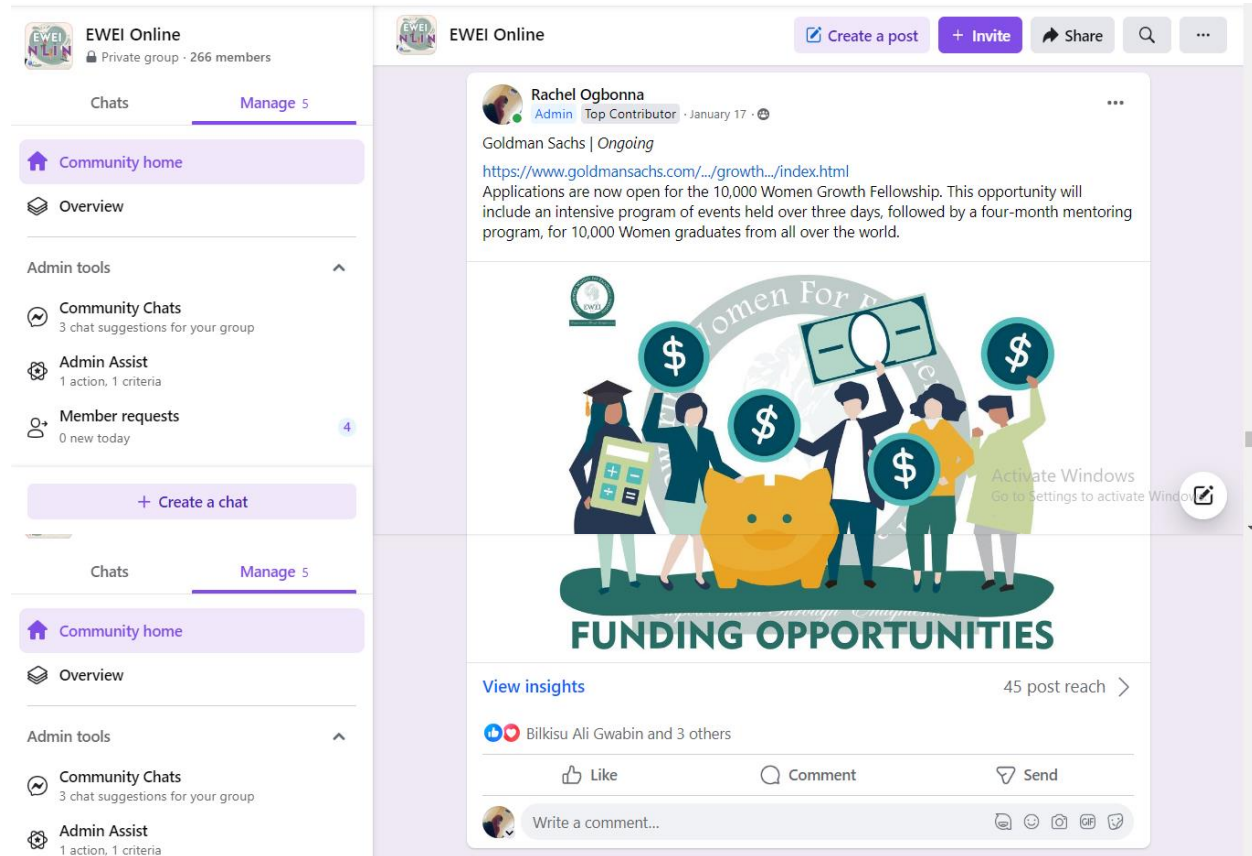 EWEI Online
Private group · 266 members
Chats
Manage 5
Community home
Overview
Admin tools
Community Chats
3 chat suggestions for your group
Admin Assist
1 action, 1 criteria
Member requests
0 new today
4
+ Create a chat
Chats
Manage 5
Community home
Overview
Admin tools
Community Chats
3 chat suggestions for your group
Admin Assist
1 action, 1 criteria
EWEI Online
Create a post
+ Invite
Share
Rachel Ogbonna
Admin Top Contributor · January 17 ·
Goldman Sachs | Ongoing
https://www.goldmansachs.com/.../growth.../index.html
Applications are now open for the 10,000 Women Growth Fellowship. This opportunity will
include an intensive program of events held over three days, followed by a four-month mentoring
program, for 10,000 Women graduates from all over the world.
EWEI
Women For
$
$
$
$
Activate Windows
Go to Settings to activate Windows
FUNDING OPPORTUNITIES
View insights
45 post reach
Bilkisu Ali Gwabin and 3 others
Like
Comment
Send
Write a comment...
GIF